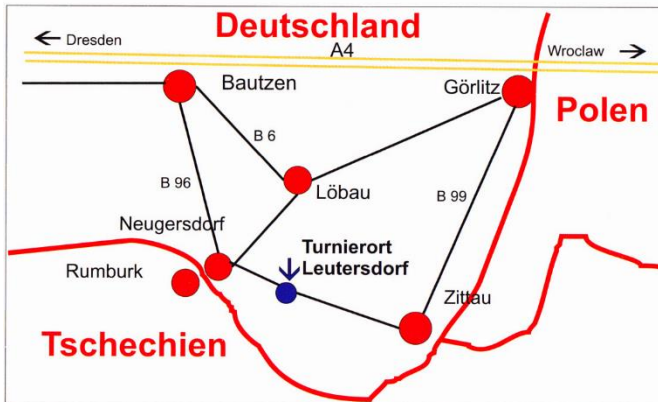 Deutschland
Dresden
A4
Wroclaw
Bautzen
Görlitz
Polen
B 6
B 96
Löbau
B 99
Neugersdorf
Turnierort
Leutersdorf
Rumburk
Zittau
Tschechien